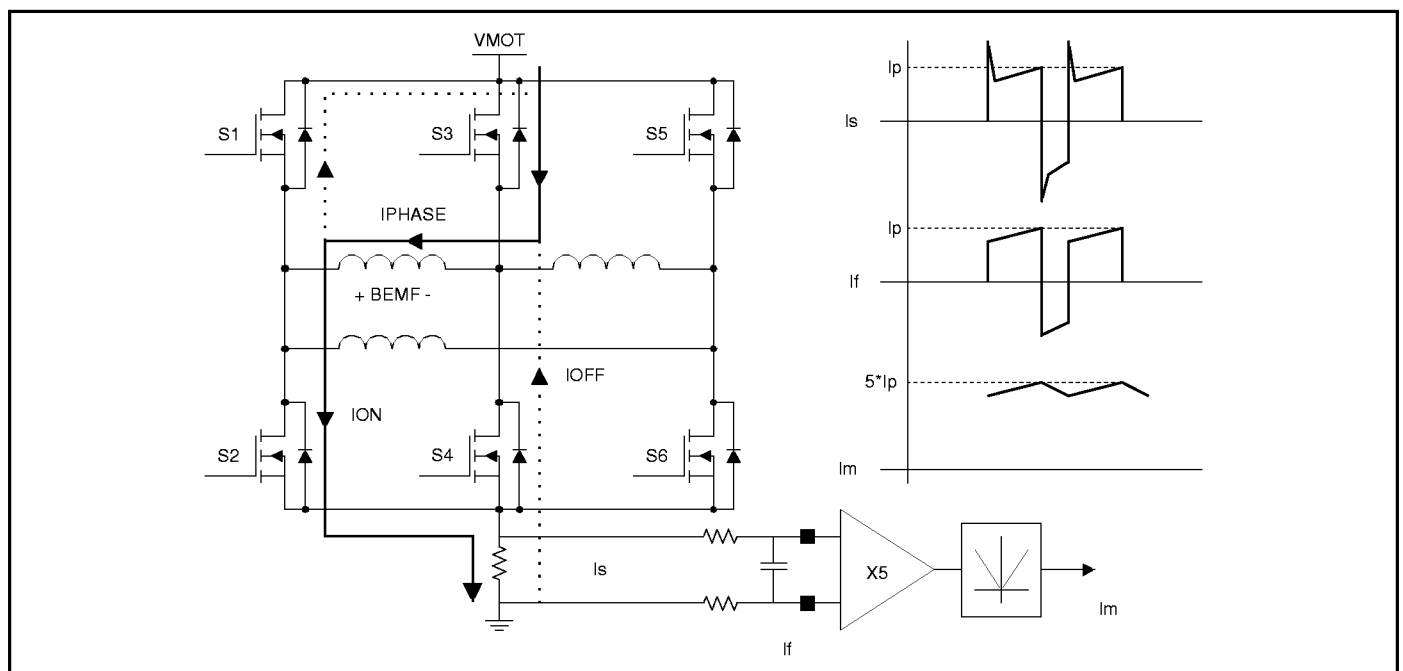 VMOT
Ip
S1
S3
S5
Is
IPHASE
Ip
If
+ BEMF -
IOFF
5*Ip
ION
S2
S4
S6
Im
Is
X5
Im
If